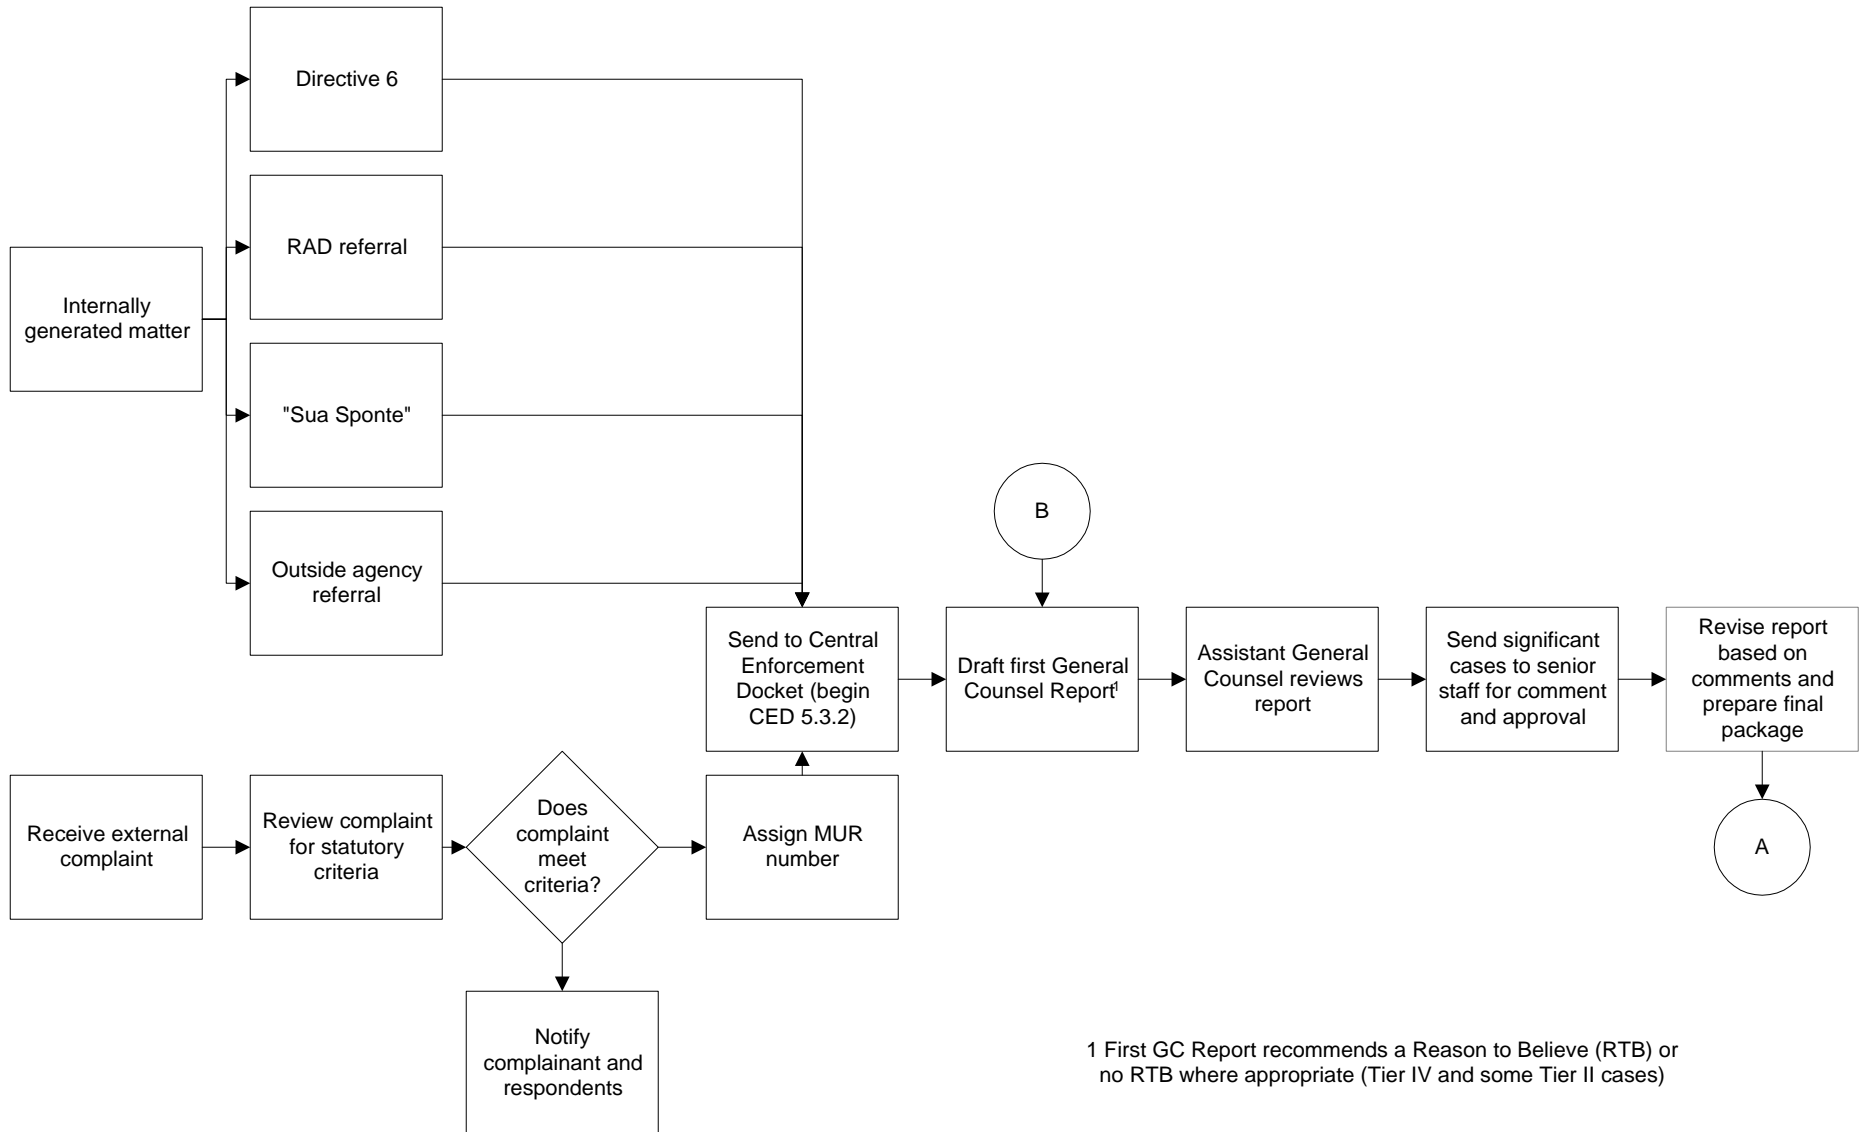 Directive 6
RAD referral
Internally
generated matter
"Sua Sponte"
Outside agency
referral
B
Send to Central
Enforcement
Docket (begin
CED 5.3.2)
Draft first General
Counsel Report¹
Assistant General
Counsel reviews
report
Send significant
cases to senior
staff for comment
and approval
Revise report
based on
comments and
prepare final
package
Receive external
complaint
Review complaint
for statutory
criteria
Does
complaint
meet
criteria?
Assign MUR
number
A
Notify
complainant and
respondents
1 First GC Report recommends a Reason to Believe (RTB) or
no RTB where appropriate (Tier IV and some Tier II cases)